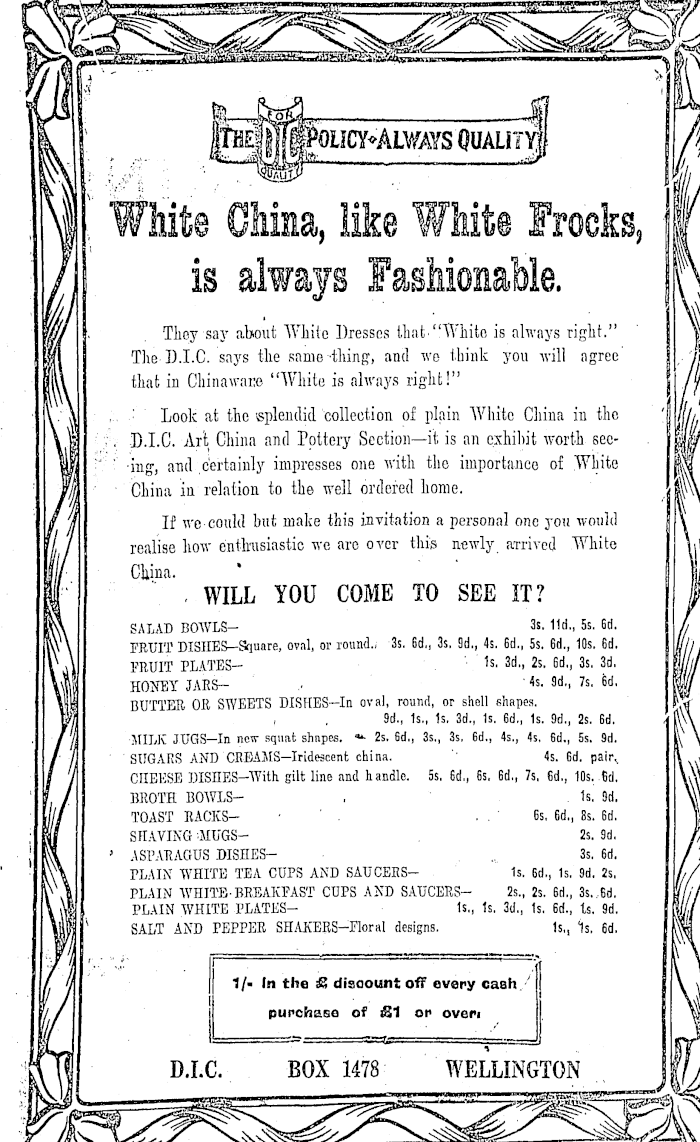 FOR
THE DIC POLICY ALWAYS QUALITY
QUALITY
White China, like White Frocks,
is always Fashionable.
They say about White Dresses that "White is always right."
The D.I.C. says the same thing, and we think you will agree
that in Chinaware "White is always right!"
Look at the splendid collection of plain White China in the
D.I.C. Art China and Pottery Section—it is an exhibit worth see-
ing, and certainly impresses one with the importance of White
China in relation to the well ordered home.
If we could but make this invitation a personal one you would
realise how enthusiastic we are over this newly arrived White
China.
WILL YOU COME TO SEE IT?
SALAD BOWLS— 3s. 11d., 5s. 6d.
FRUIT DISHES—Square, oval, or round. 3s. 6d., 3s. 9d., 4s. 6d., 5s. 6d., 10s. 6d.
FRUIT PLATES— 1s. 3d., 2s. 6d., 3s. 3d.
HONEY JARS— 4s. 9d., 7s. 6d.
BUTTER OR SWEETS DISHES—In oval, round, or shell shapes.
9d., 1s., 1s. 3d., 1s. 6d., 1s. 9d., 2s. 6d.
MILK JUGS—In new squat shapes. 2s. 6d., 3s., 3s. 6d., 4s., 4s. 6d., 5s. 9d.
SUGARS AND CREAMS—Iridescent china. 4s. 6d. pair.
CHEESE DISHES—With gilt line and handle. 5s. 6d., 6s. 6d., 7s. 6d., 10s. 6d.
BROTH BOWLS— 1s. 9d.
TOAST RACKS— 6s. 6d., 8s. 6d.
SHAVING MUGS— 2s. 9d.
ASPARAGUS DISHES— 3s. 6d.
PLAIN WHITE TEA CUPS AND SAUCERS— 1s. 6d., 1s. 9d. 2s.
PLAIN WHITE BREAKFAST CUPS AND SAUCERS— 2s., 2s. 6d., 3s. 6d.
PLAIN WHITE PLATES— 1s., 1s. 3d., 1s. 6d., 1s. 9d.
SALT AND PEPPER SHAKERS—Floral designs. 1s., 1s. 6d.
1/- In the £ discount off every cash
purchase of £1 or over.
D.I.C. BOX 1478 WELLINGTON